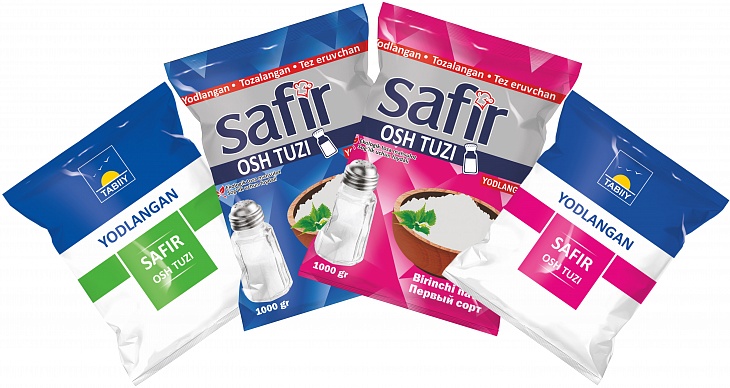 TABIIY
YODLANGAN
SAFIR
OSH TUZI
Yodlangan • Tozalangan • Tez eruvchan
safir
OSH TUZI
1000 gr
Yodlangan • Tozalangan • Tez eruvchan
safir
OSH TUZI
YODLANG
1000 gr
Birinchi na
Первый сорт
TABIIY
YODLANGAN
SAFIR
OSH TUZI